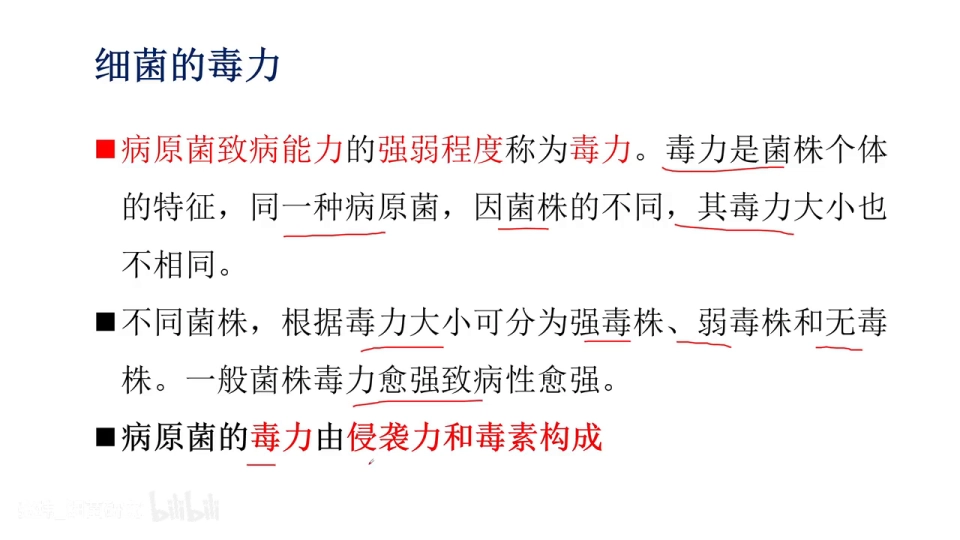 细菌的毒力
病原菌致病能力的强弱程度称为毒力。毒力是菌株个体
的特征，同一种病原菌，因菌株的不同，其毒力大小也
不相同。
不同菌株，根据毒力大小可分为强毒株、弱毒株和无毒
株。一般菌株毒力愈强致病性愈强。
病原菌的毒力由侵袭力和毒素构成
bilibili